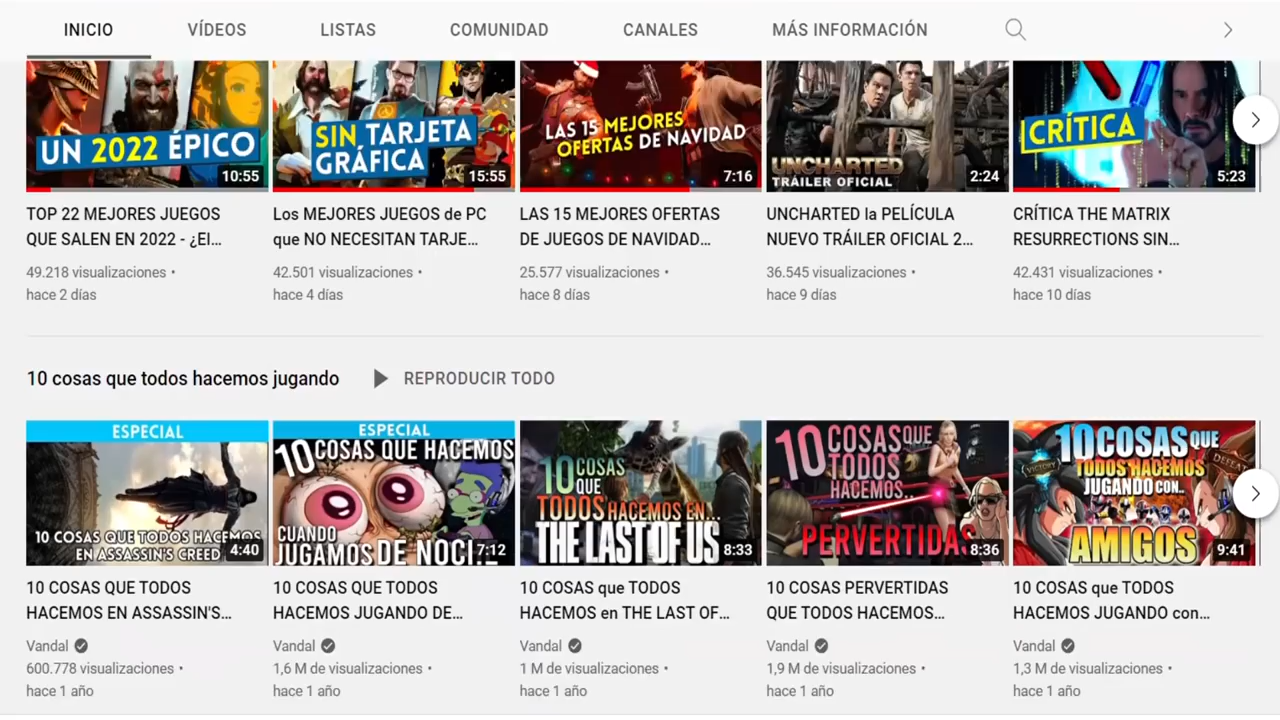 INICIO VÍDEOS LISTAS COMUNIDAD CANALES MÁS INFORMACIÓN
UN 2022 ÉPICO
10:55
SIN TARJETA
GRÁFICA
15:55
LAS 15 MEJORES
OFERTAS DE NAVIDAD
7:16
UNCHARTED
TRÁILER OFICIAL
2:24
CRÍTICA
5:23
TOP 22 MEJORES JUEGOS
QUE SALEN EN 2022 - ¿El...
49.218 visualizaciones •
hace 2 días
Los MEJORES JUEGOS de PC
que NO NECESITAN TARJE...
42.501 visualizaciones •
hace 4 días
LAS 15 MEJORES OFERTAS
DE JUEGOS DE NAVIDAD...
25.577 visualizaciones •
hace 8 días
UNCHARTED la PELÍCULA
NUEVO TRÁILER OFICIAL 2...
36.545 visualizaciones •
hace 9 días
CRÍTICA THE MATRIX
RESURRECTIONS SIN...
42.431 visualizaciones •
hace 10 días
10 cosas que todos hacemos jugando REPRODUCIR TODO
ESPECIAL
10 COSAS QUE TODOS HACEMOS
EN ASSASSIN'S CREED
4:40
ESPECIAL
10 COSAS QUE HACEMOS
CUANDO
JUGAMOS DE NOCHE
7:12
10 COSAS
QUE
TODOS HACEMOS EN...
THE LAST OF US
8:33
10 COSAS QUE
TODOS
HACEMOS..
PERVERTIDAS
8:36
10 COSAS QUE
TODOS HACEMOS
JUGANDO CON..
VICTORY
DEFEAT
AMIGOS
9:41
10 COSAS QUE TODOS
HACEMOS EN ASSASSIN'S...
Vandal
600.778 visualizaciones •
hace 1 año
10 COSAS QUE TODOS
HACEMOS JUGANDO DE...
Vandal
1,6 M de visualizaciones •
hace 1 año
10 COSAS que TODOS
HACEMOS en THE LAST OF...
Vandal
1 M de visualizaciones •
hace 1 año
10 COSAS PERVERTIDAS
QUE TODOS HACEMOS...
Vandal
1,9 M de visualizaciones •
hace 1 año
10 COSAS que TODOS
HACEMOS JUGANDO con...
Vandal
1,3 M de visualizaciones •
hace 1 año